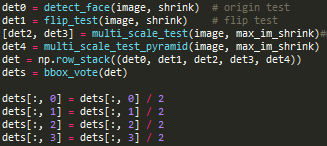 det0 = detect_face(image, shrink)  # origin test
det1 = flip_test(image, shrink)    # flip test
[det2, det3] = multi_scale_test(image, max_im_shrink)#
det4 = multi_scale_test_pyramid(image, max_im_shrink)
det = np.row_stack((det0, det1, det2, det3, det4))
dets = bbox_vote(det)
dets[:, 0] = dets[:, 0] / 2
dets[:, 1] = dets[:, 1] / 2
dets[:, 2] = dets[:, 2] / 2
dets[:, 3] = dets[:, 3] / 2